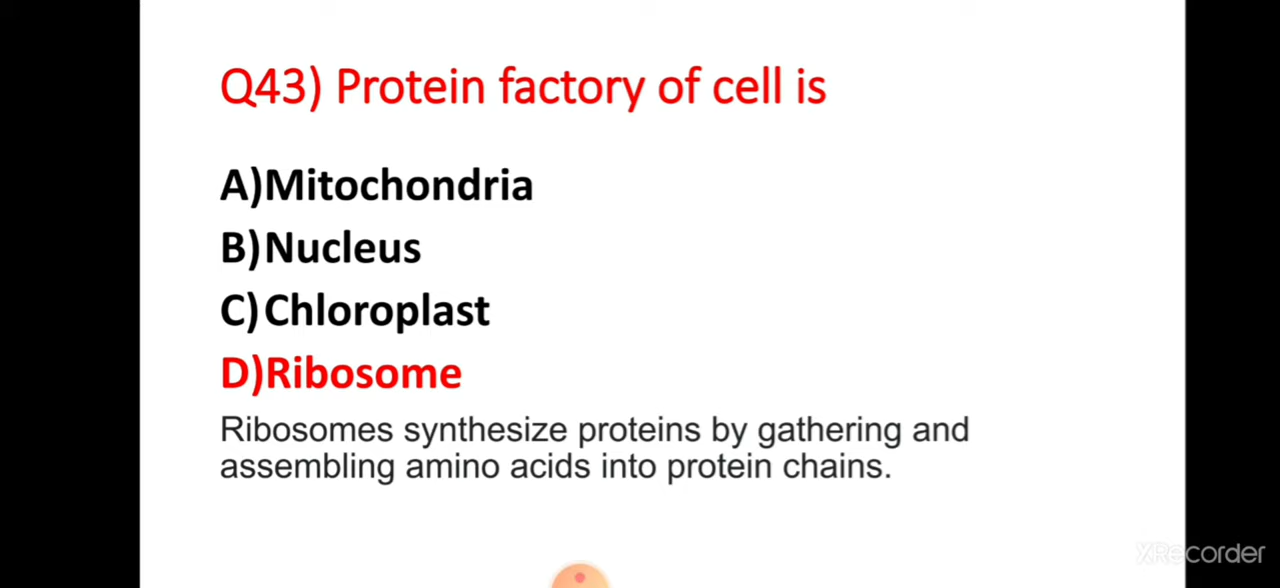 Q43) Protein factory of cell is
A)Mitochondria
B)Nucleus
C)Chloroplast
D)Ribosome
Ribosomes synthesize proteins by gathering and
assembling amino acids into protein chains.
XRecorder